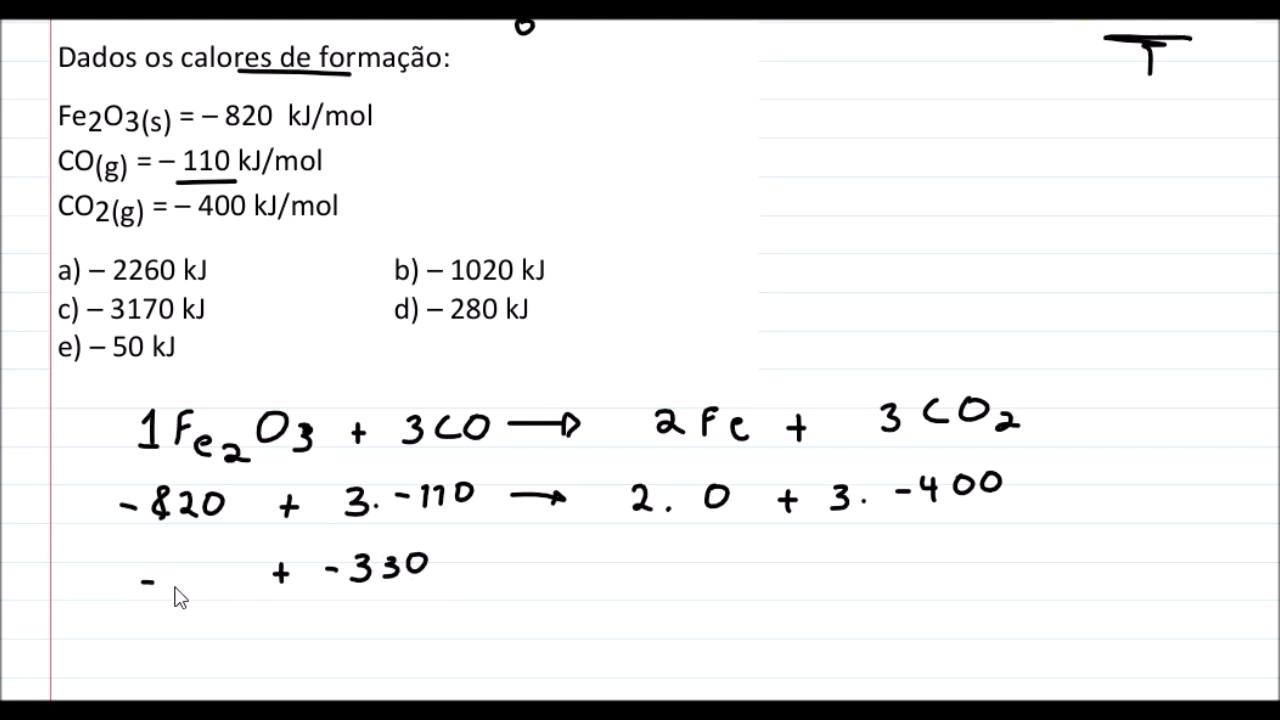 Dados os calores de formação:
Fe2O3(s) = – 820 kJ/mol
CO(g) = – 110 kJ/mol
CO2(g) = – 400 kJ/mol
a) – 2260 kJ b) – 1020 kJ
c) – 3170 kJ d) – 280 kJ
e) – 50 kJ
1Fe2O3 + 3CO → 2Fe + 3CO2
-820 + 3. -110 → 2. 0 + 3. -400
- + -330